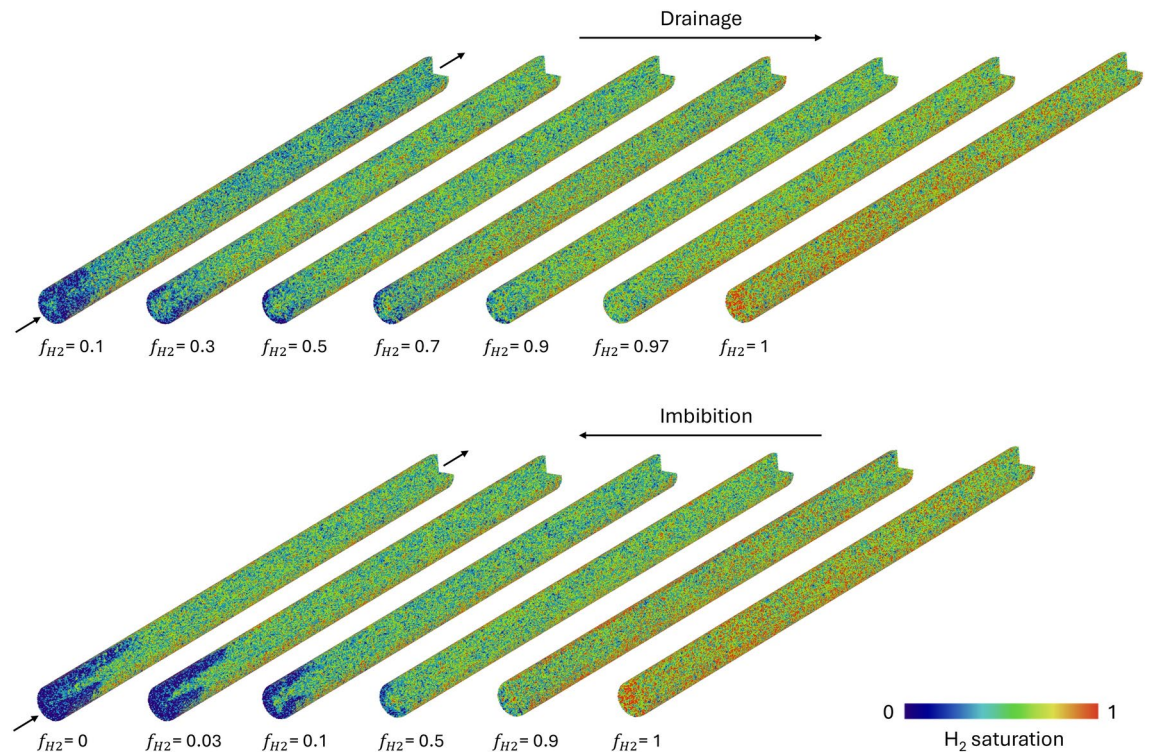 Drainage
f_H2 = 0.1
f_H2 = 0.3
f_H2 = 0.5
f_H2 = 0.7
f_H2 = 0.9
f_H2 = 0.97
f_H2 = 1
Imbibition
f_H2 = 0
f_H2 = 0.03
f_H2 = 0.1
f_H2 = 0.5
f_H2 = 0.9
f_H2 = 1
0 1
H₂ saturation